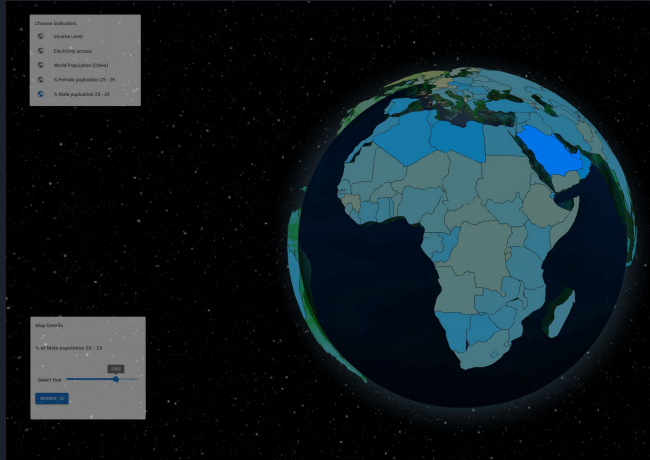 Choose Indicators
Income Level
Electricity access
World Population (Cities)
% Female population 25 - 29
% Male population 25 - 29
Map Details
% of Male population 25 - 29
Select Year